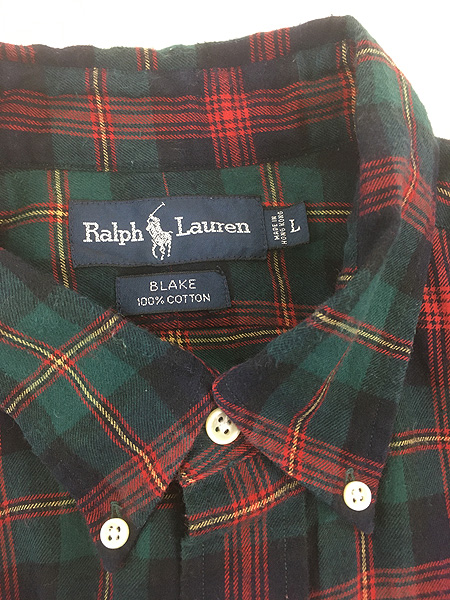 Ralph Lauren
L
MADE IN
HONG KONG
BLAKE
100% COTTON